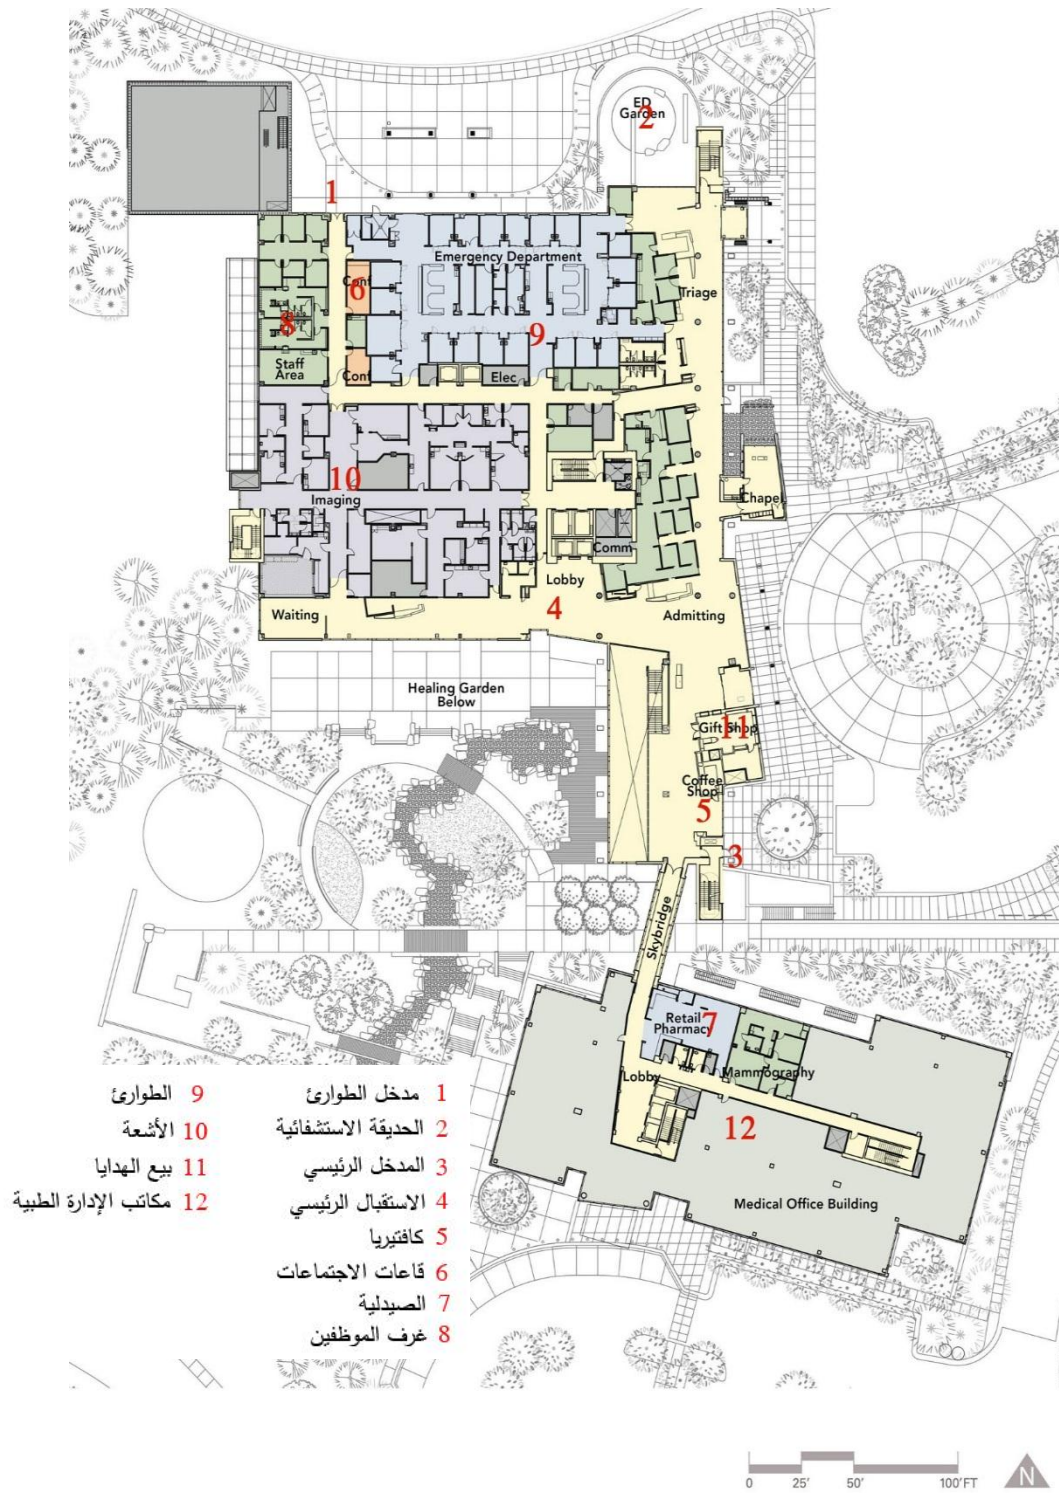 ED
Garden
2
1
Emergency Department
Conf
6
Triage
8
9
Staff
Area
Conf
Elec
10
Imaging
Chapel
Comm
Lobby
Waiting
4
Admitting
Healing Garden
Below
Gift Shop
11
Coffee
Shop
5
3
Skybridge
Retail
Pharmacy
7
Lobby
Mammography
12
Medical Office Building
1 مدخل الطوارئ
2 الحديقة الاستشفائية
3 المدخل الرئيسي
4 الاستقبال الرئيسي
5 كافتيريا
6 قاعات الاجتماعات
7 الصيدلية
8 غرف الموظفين
9 الطوارئ
10 الأشعة
11 بيع الهدايا
12 مكاتب الإدارة الطبية
0 25' 50' 100'FT
N